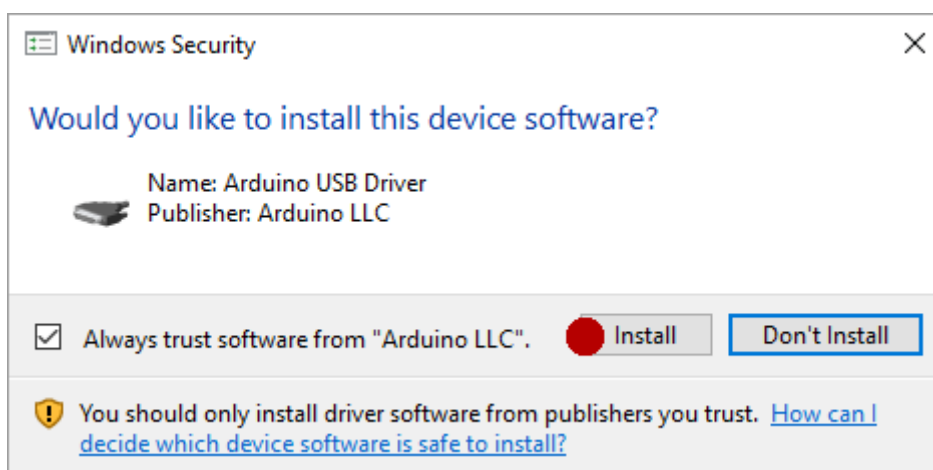 Windows Security
Would you like to install this device software?
Name: Arduino USB Driver
Publisher: Arduino LLC
Always trust software from "Arduino LLC".
Install
Don't Install
You should only install driver software from publishers you trust. How can I
decide which device software is safe to install?